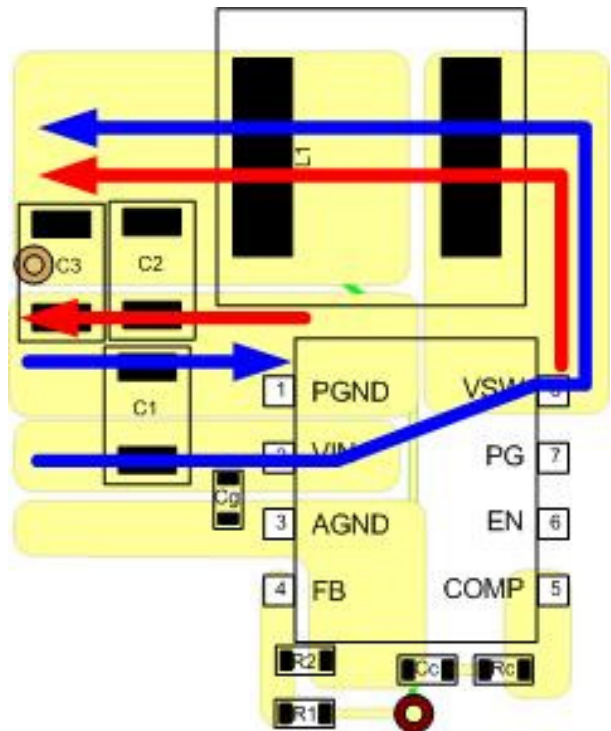 L1
C3
C2
C1
1 PGND VSW 8
2 VIN PG 7
Cg
3 AGND EN 6
4 FB COMP 5
R2 Cc Rc
R1